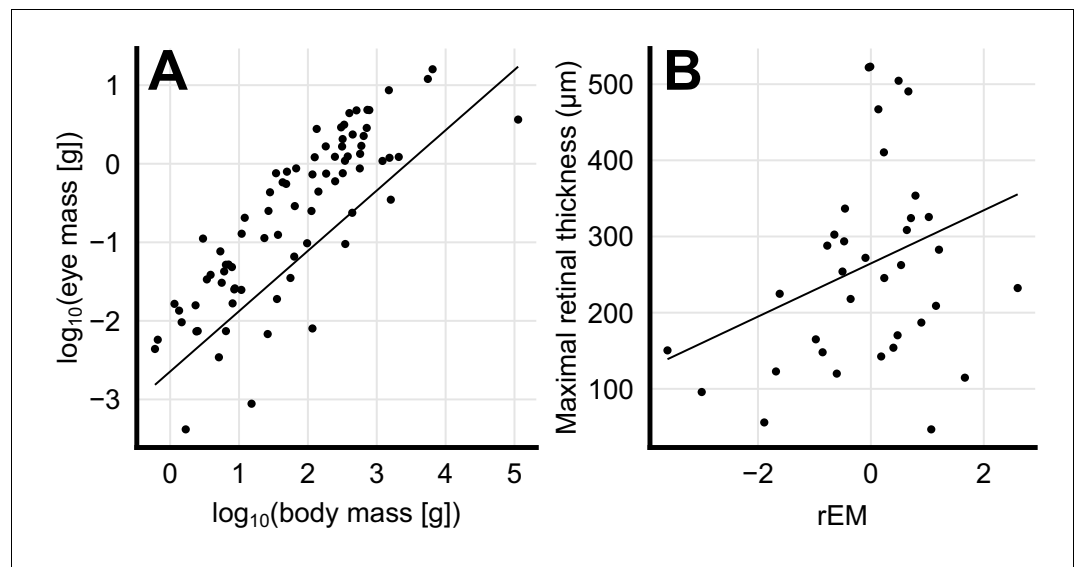 A
log₁₀(eye mass [g])
1
0
−1
−2
−3
0 1 2 3 4 5
log₁₀(body mass [g])
B
Maximal retinal thickness (μm)
500
400
300
200
100
−2 0 2
rEM